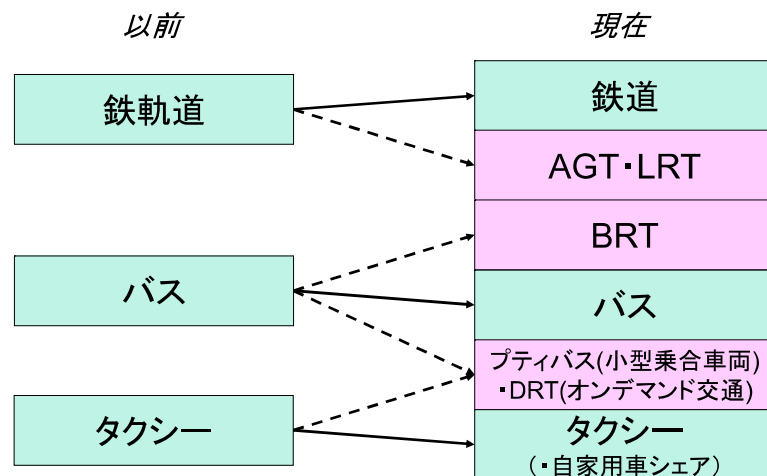 以前
現在
鉄軌道
鉄道
AGT・LRT
BRT
バス
バス
プティバス(小型乗合車両)
・DRT(オンデマンド交通)
タクシー
タクシー
(・自家用車シェア)